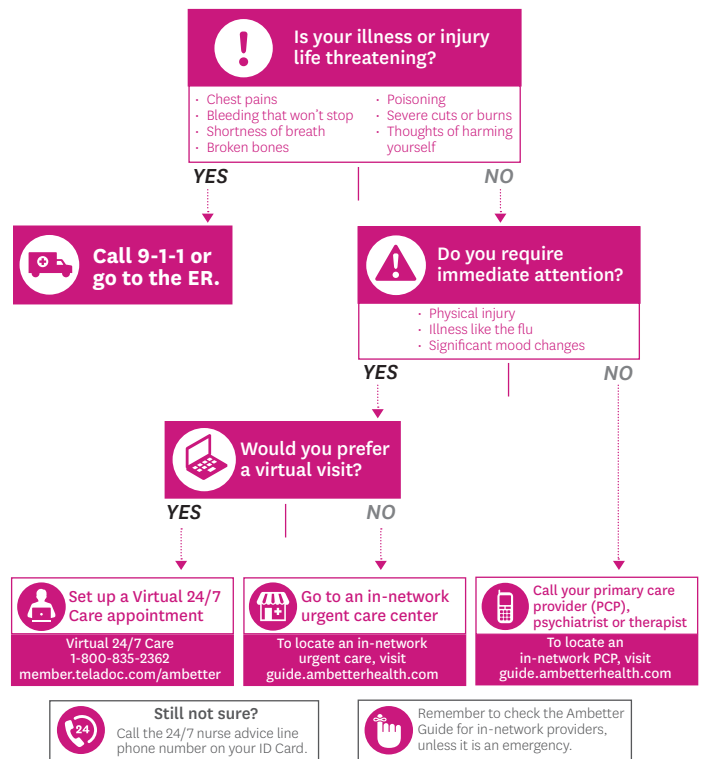 Is your illness or injury
life threatening?
· Chest pains
· Bleeding that won't stop
· Shortness of breath
· Broken bones
· Poisoning
· Severe cuts or burns
· Thoughts of harming
yourself
YES
NO
Call 9-1-1 or
go to the ER.
Do you require
immediate attention?
· Physical injury
· Illness like the flu
· Significant mood changes
YES
NO
Would you prefer
a virtual visit?
YES
NO
Set up a Virtual 24/7
Care appointment
Virtual 24/7 Care
1-800-835-2362
member.teladoc.com/ambetter
Go to an in-network
urgent care center
To locate an in-network
urgent care, visit
guide.ambetterhealth.com
Call your primary care
provider (PCP),
psychiatrist or therapist
To locate an
in-network PCP, visit
guide.ambetterhealth.com
24
Still not sure?
Call the 24/7 nurse advice line
phone number on your ID Card.
Remember to check the Ambetter
Guide for in-network providers,
unless it is an emergency.